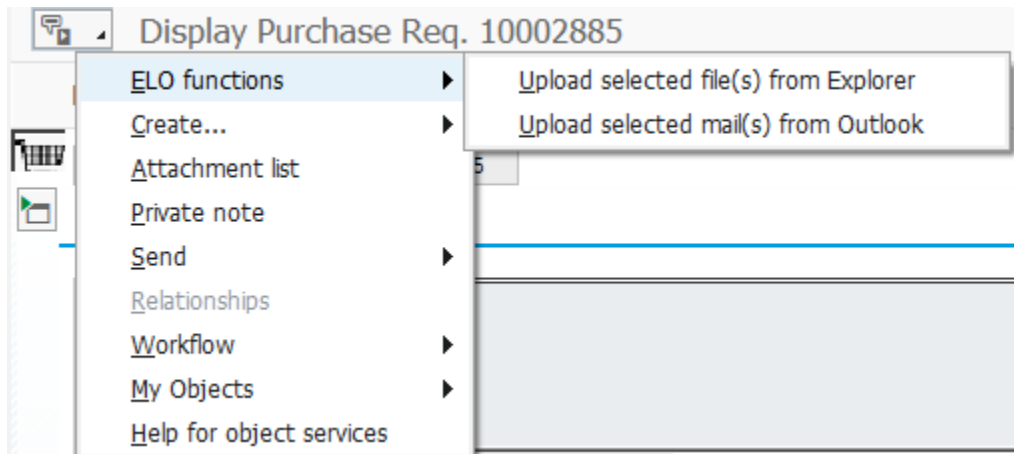 Display Purchase Req. 10002885
ELO functions
Upload selected file(s) from Explorer
Create...
Upload selected mail(s) from Outlook
Attachment list
5
Private note
Send
Relationships
Workflow
My Objects
Help for object services